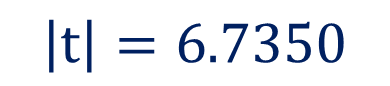 |t| = 6.7350